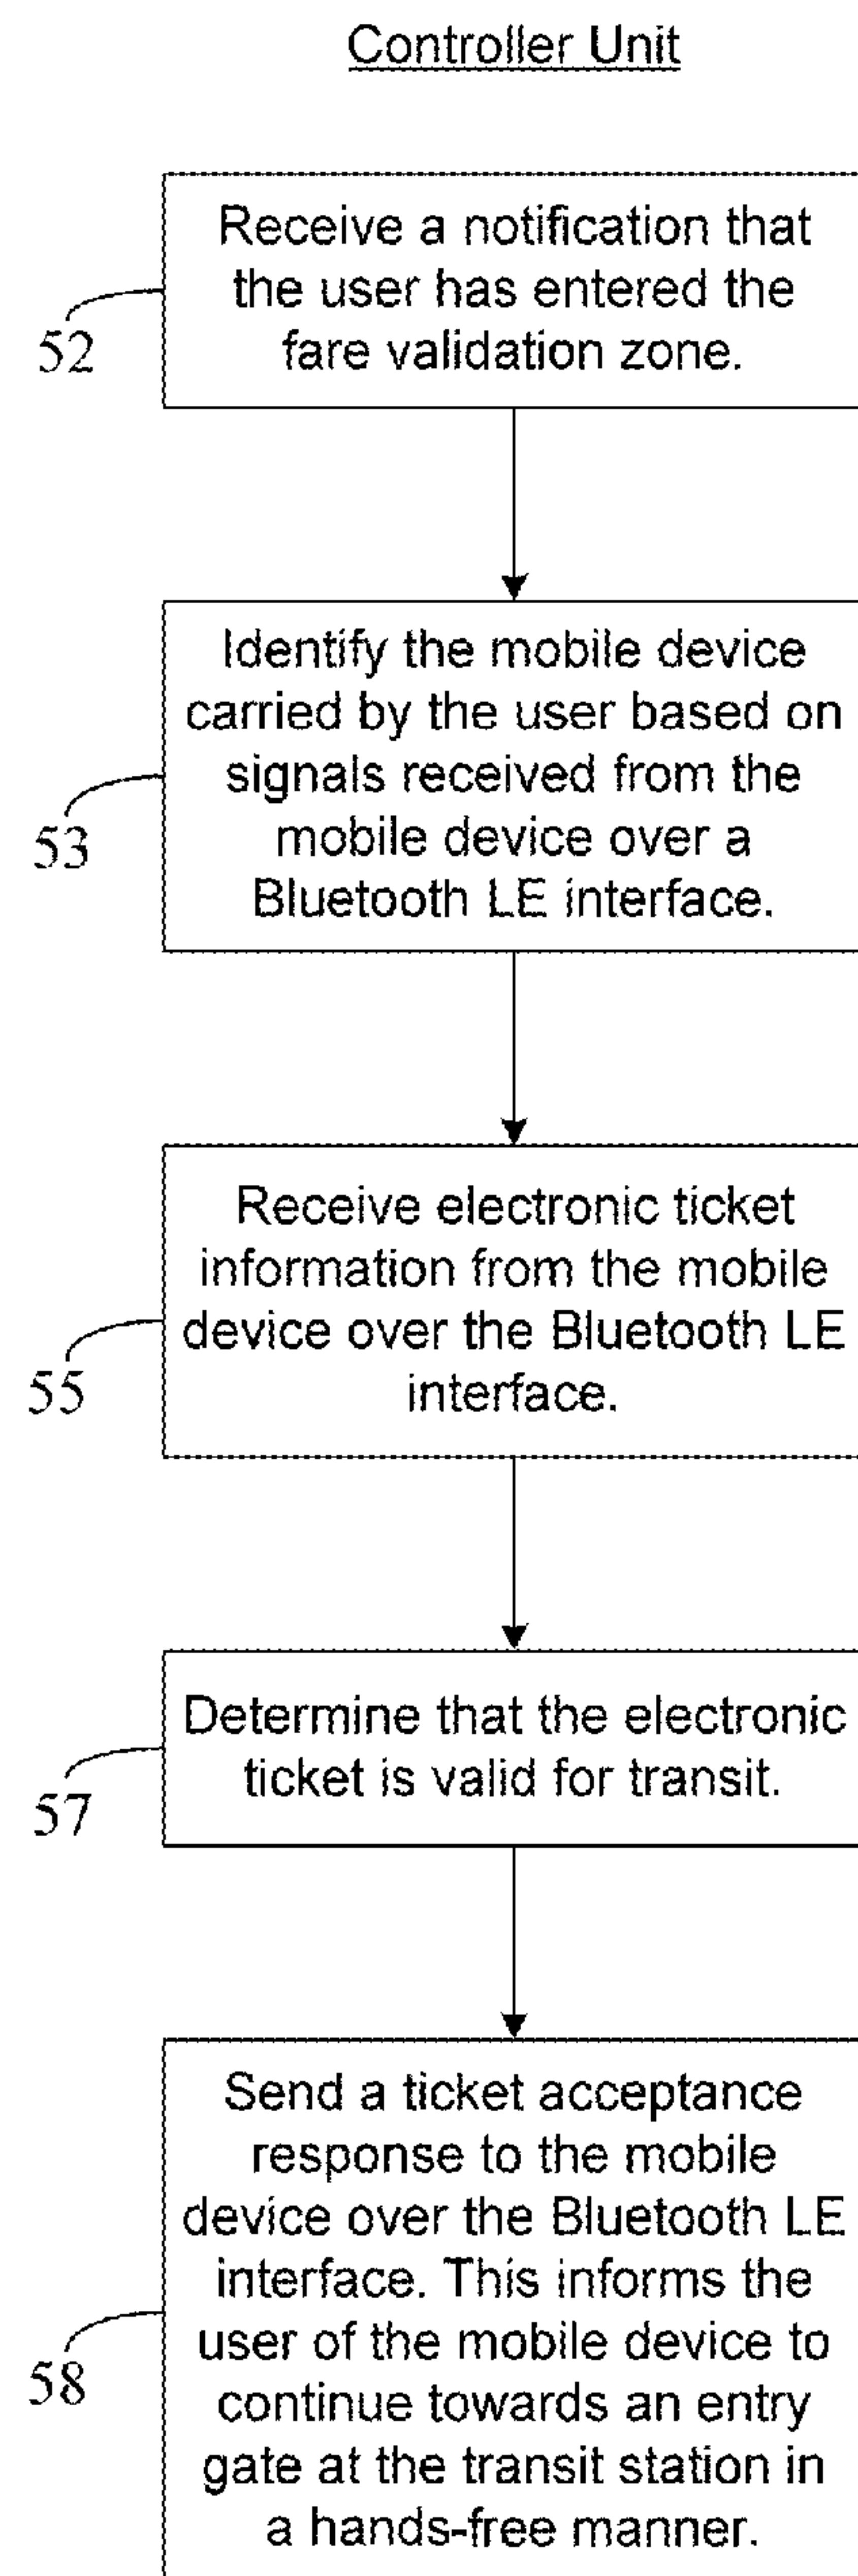 Controller Unit
Receive a notification that
the user has entered the
fare validation zone.
52
Identify the mobile device
carried by the user based on
signals received from the
mobile device over a
Bluetooth LE interface.
53
Receive electronic ticket
information from the mobile
device over the Bluetooth LE
interface.
55
Determine that the electronic
ticket is valid for transit.
57
Send a ticket acceptance
response to the mobile
device over the Bluetooth LE
interface. This informs the
user of the mobile device to
continue towards an entry
gate at the transit station in
a hands-free manner.
58